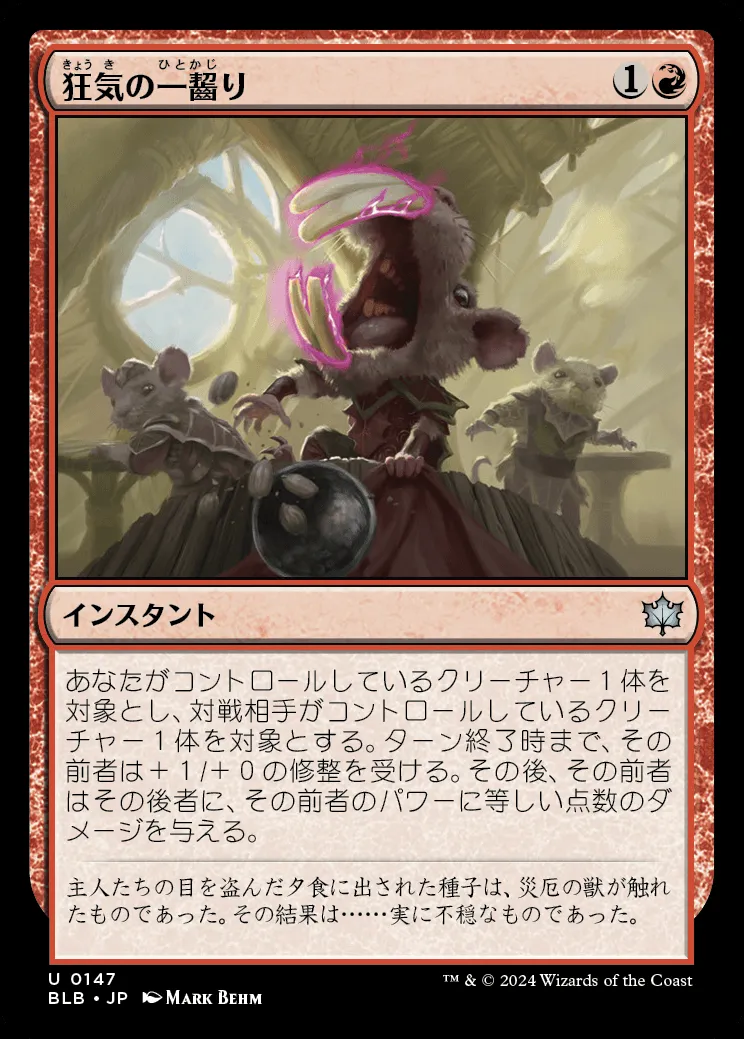 きょうき ひとかじ
狂気の一齧り
1
インスタント
あなたがコントロールしているクリーチャー１体を
対象とし、対戦相手がコントロールしているクリー
チャー１体を対象とする。ターン終了時まで、その
前者は＋１/＋０の修整を受ける。その後、その前者
はその後者に、その前者のパワーに等しい点数のダ
メージを与える。
主人たちの目を盗んだ夕食に出された種子は、災厄の獣が触れ
たものであった。その結果は……実に不穏なものであった。
U 0147
BLB • JP MARK BEHM
™ & © 2024 Wizards of the Coast